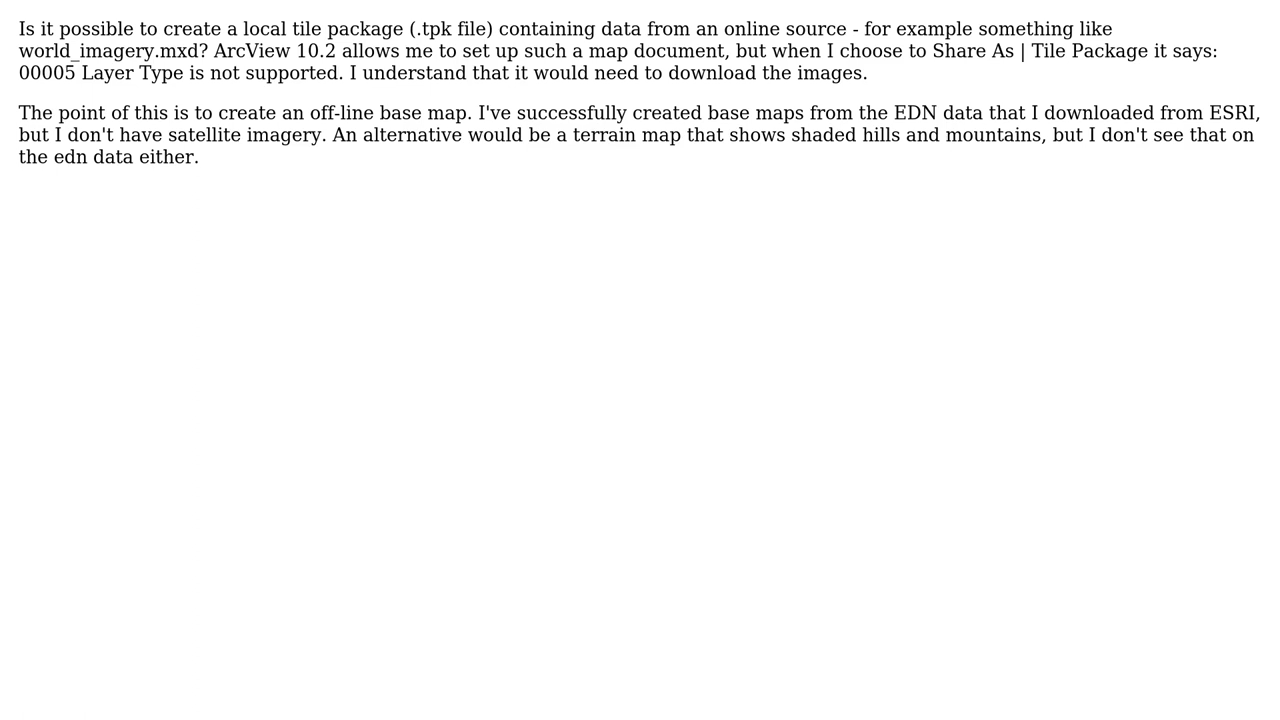 Is it possible to create a local tile package (.tpk file) containing data from an online source - for example something like
world_imagery.mxd? ArcView 10.2 allows me to set up such a map document, but when I choose to Share As | Tile Package it says:
00005 Layer Type is not supported. I understand that it would need to download the images.
The point of this is to create an off-line base map. I've successfully created base maps from the EDN data that I downloaded from ESRI,
but I don't have satellite imagery. An alternative would be a terrain map that shows shaded hills and mountains, but I don't see that on
the edn data either.